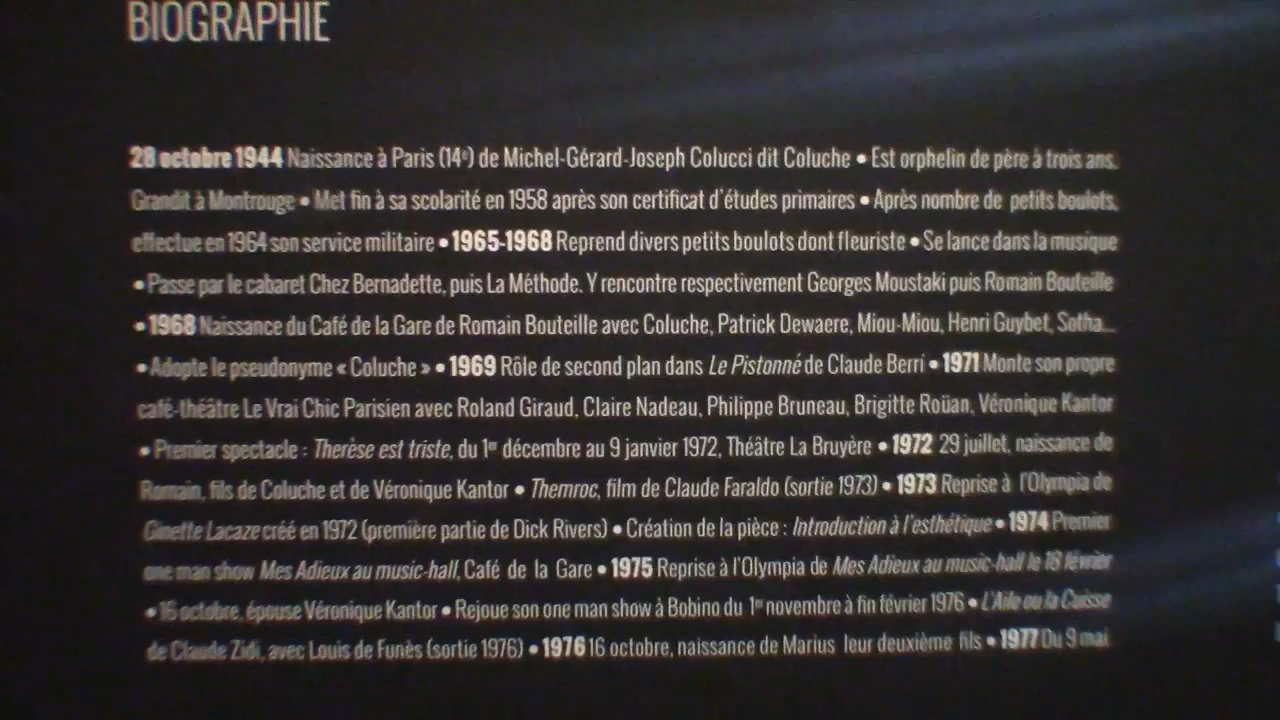 BIOGRAPHIE
28 octobre 1944 Naissance à Paris (14e) de Michel-Gérard-Joseph Colucci dit Coluche • Est orphelin de père à trois ans.
Grandit à Montrouge • Met fin à sa scolarité en 1958 après son certificat d'études primaires • Après nombre de petits boulots,
effectue en 1964 son service militaire • 1965-1968 Reprend divers petits boulots dont fleuriste • Se lance dans la musique
• Passe par le cabaret Chez Bernadette, puis La Méthode. Y rencontre respectivement Georges Moustaki puis Romain Bouteille
• 1968 Naissance du Café de la Gare de Romain Bouteille avec Coluche, Patrick Dewaere, Miou-Miou, Henri Guybet, Sotha...
• Adopte le pseudonyme « Coluche » • 1969 Rôle de second plan dans Le Pistonné de Claude Berri • 1971 Monte son propre
café-théâtre Le Vrai Chic Parisien avec Roland Giraud, Claire Nadeau, Philippe Bruneau, Brigitte Roüan, Véronique Kantor
• Premier spectacle : Therèse est triste, du 1er décembre au 9 janvier 1972, Théâtre La Bruyère • 1972 29 juillet, naissance de
Romain, fils de Coluche et de Véronique Kantor • Themroc, film de Claude Faraldo (sortie 1973) • 1973 Reprise à l'Olympia de
Ginette Lacaze créé en 1972 (première partie de Dick Rivers) • Création de la pièce : Introduction à l'esthétique • 1974 Premier
one man show Mes Adieux au music-hall, Café de la Gare • 1975 Reprise à l'Olympia de Mes Adieux au music-hall le 18 février
• 16 octobre, épouse Véronique Kantor • Rejoue son one man show à Bobino du 1er novembre à fin février 1976 • L'Aile ou la Cuisse
de Claude Zidi, avec Louis de Funès (sortie 1976) • 1976 16 octobre, naissance de Marius leur deuxième fils • 1977 Du 9 mai